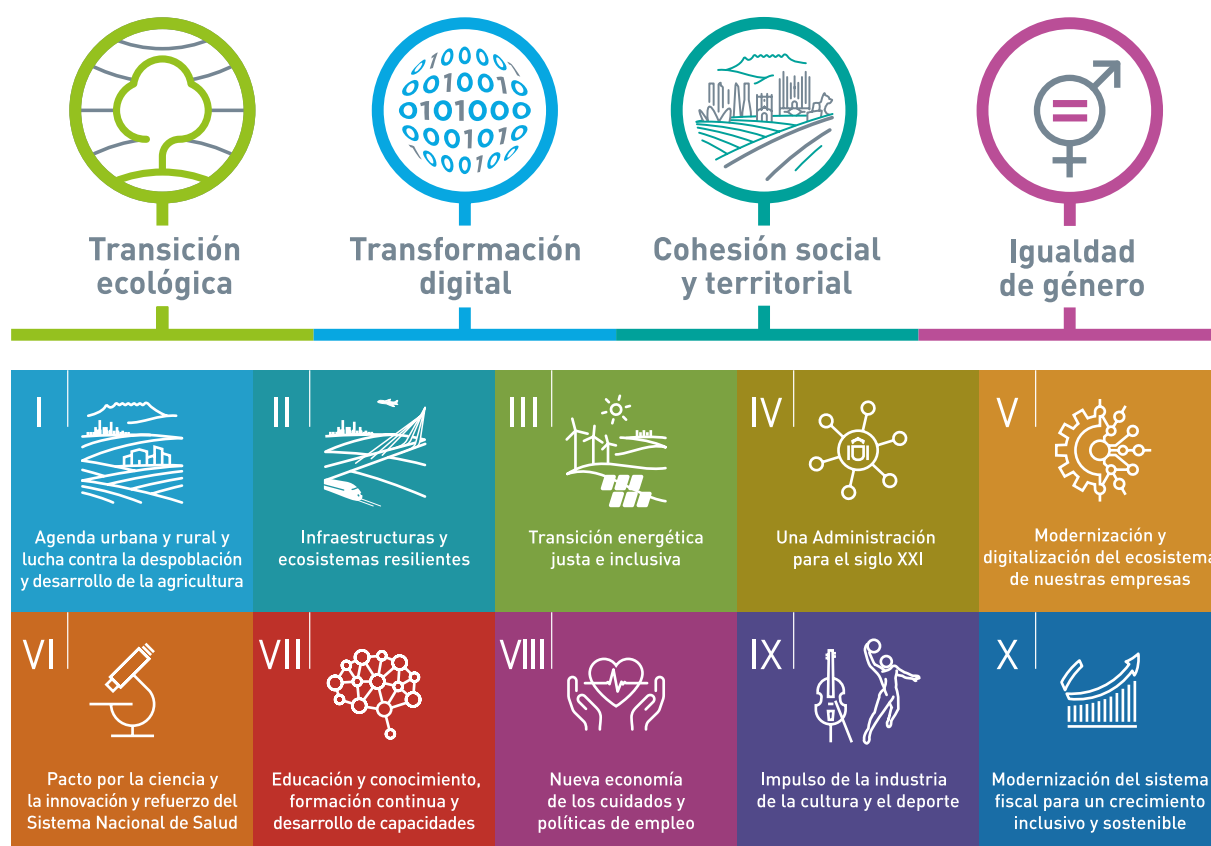 Transición
ecológica
Transformación
digital
Cohesión social
y territorial
Igualdad
de género
I
Agenda urbana y rural y
lucha contra la despoblación
y desarrollo de la agricultura
II
Infraestructuras y
ecosistemas resilientes
III
Transición energética
justa e inclusiva
IV
Una Administración
para el siglo XXI
V
Modernización y
digitalización del ecosistema
de nuestras empresas
VI
Pacto por la ciencia y
la innovación y refuerzo del
Sistema Nacional de Salud
VII
Educación y conocimiento,
formación continua y
desarrollo de capacidades
VIII
Nueva economía
de los cuidados y
políticas de empleo
IX
Impulso de la industria
de la cultura y el deporte
X
Modernización del sistema
fiscal para un crecimiento
inclusivo y sostenible